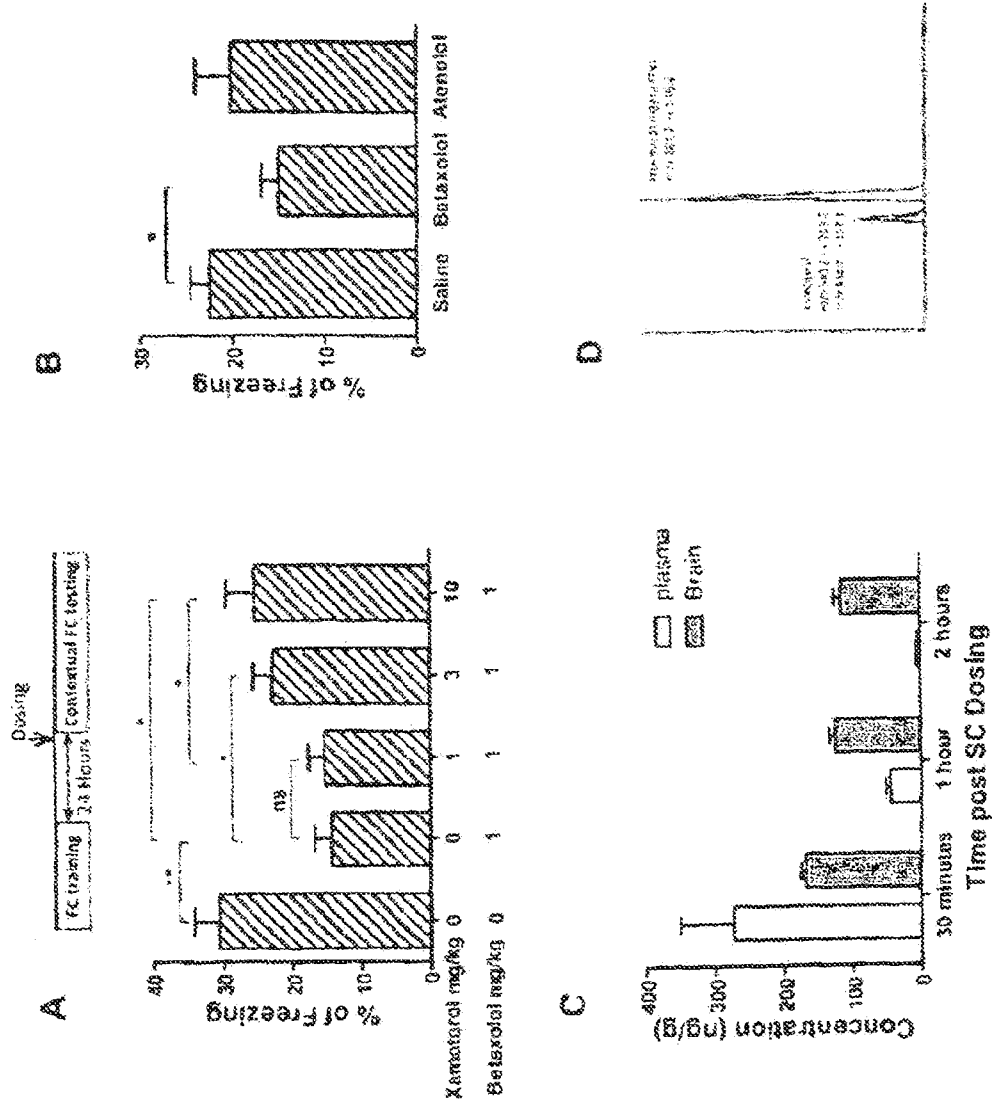 A
Dosing
FC training
24 Hours
Contextual FC testing
% of Freezing
40
30
20
10
0
**
*
*
*
ns
Xamoterol mg/kg 0 0 1 3 10
Betaxolol mg/kg 0 1 1 1 1
B
% of Freezing
30
20
10
0
*
Saline Betaxolol Atenolol
C
Concentration (ng/g)
400
300
200
100
0
plasma
Brain
30 minutes 1 hour 2 hours
Time post SC Dosing
D